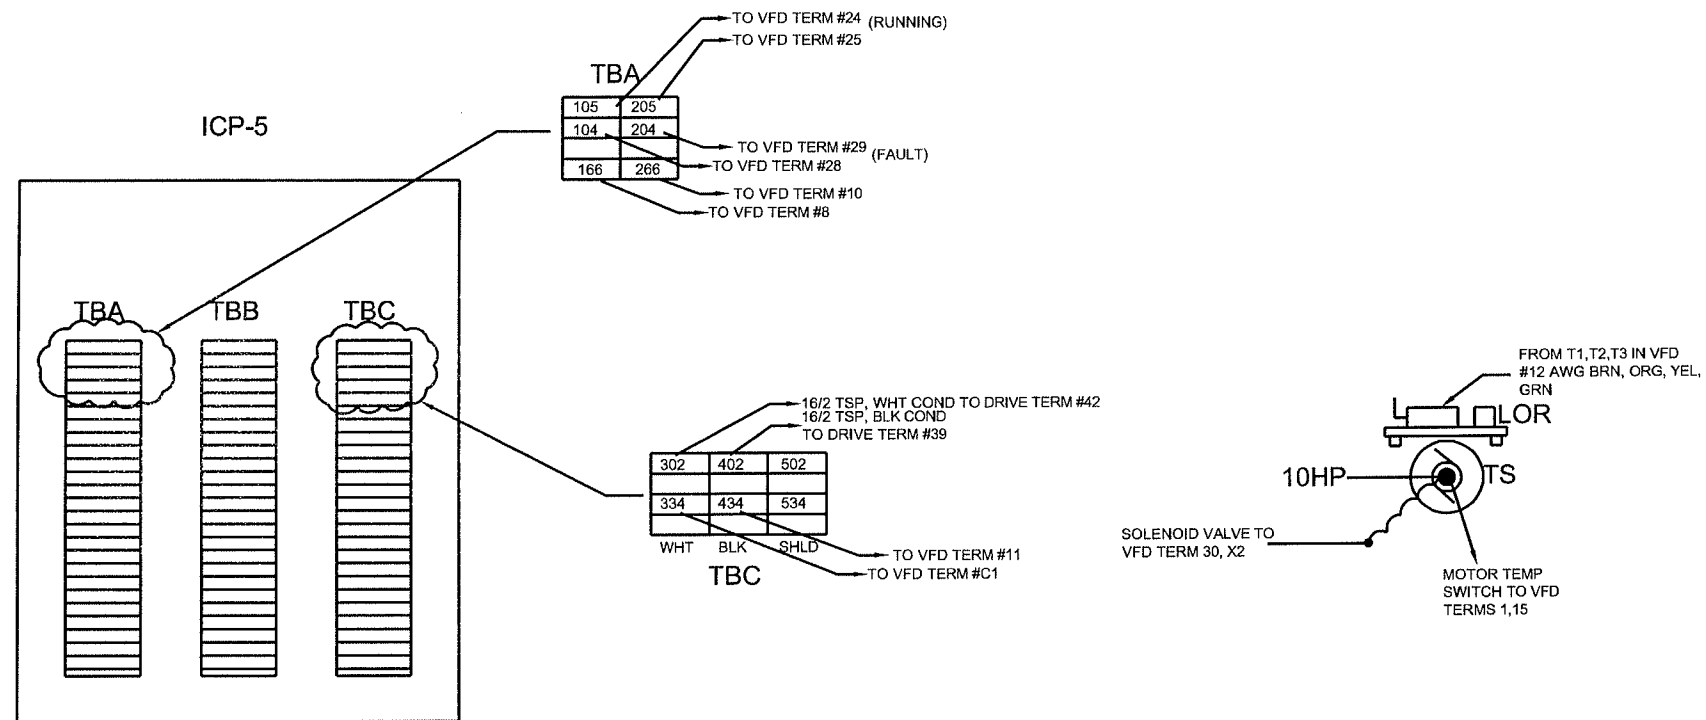 TO VFD TERM #24 (RUNNING)
TO VFD TERM #25
TBA
105 205
104 204
166 266
TO VFD TERM #29 (FAULT)
TO VFD TERM #28
TO VFD TERM #10
TO VFD TERM #8
ICP-5
TBA TBB TBC
16/2 TSP, WHT COND TO DRIVE TERM #42
16/2 TSP, BLK COND
TO DRIVE TERM #39
302 402 502
334 434 534
WHT BLK SHLD
TBC
TO VFD TERM #11
TO VFD TERM #C1
FROM T1,T2,T3 IN VFD
#12 AWG BRN, ORG, YEL,
GRN
LOR
10HP
TS
SOLENOID VALVE TO
VFD TERM 30, X2
MOTOR TEMP
SWITCH TO VFD
TERMS 1,15